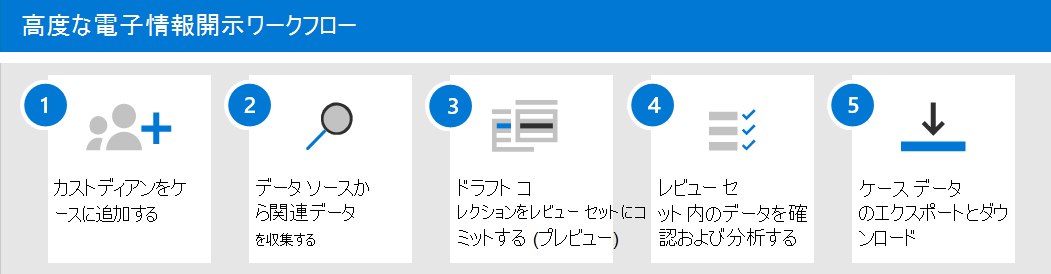 高度な電子情報開示ワークフロー
1
カストディアンをケ
ースに追加する
2
データ ソースか
ら関連データ
を収集する
3
ドラフト コ
レクションをレビュー セットにコ
ミットする (プレビュー)
4
レビュー セ
ット内のデータを確
認および分析する
5
ケース データ
のエクスポートとダウ
ンロード